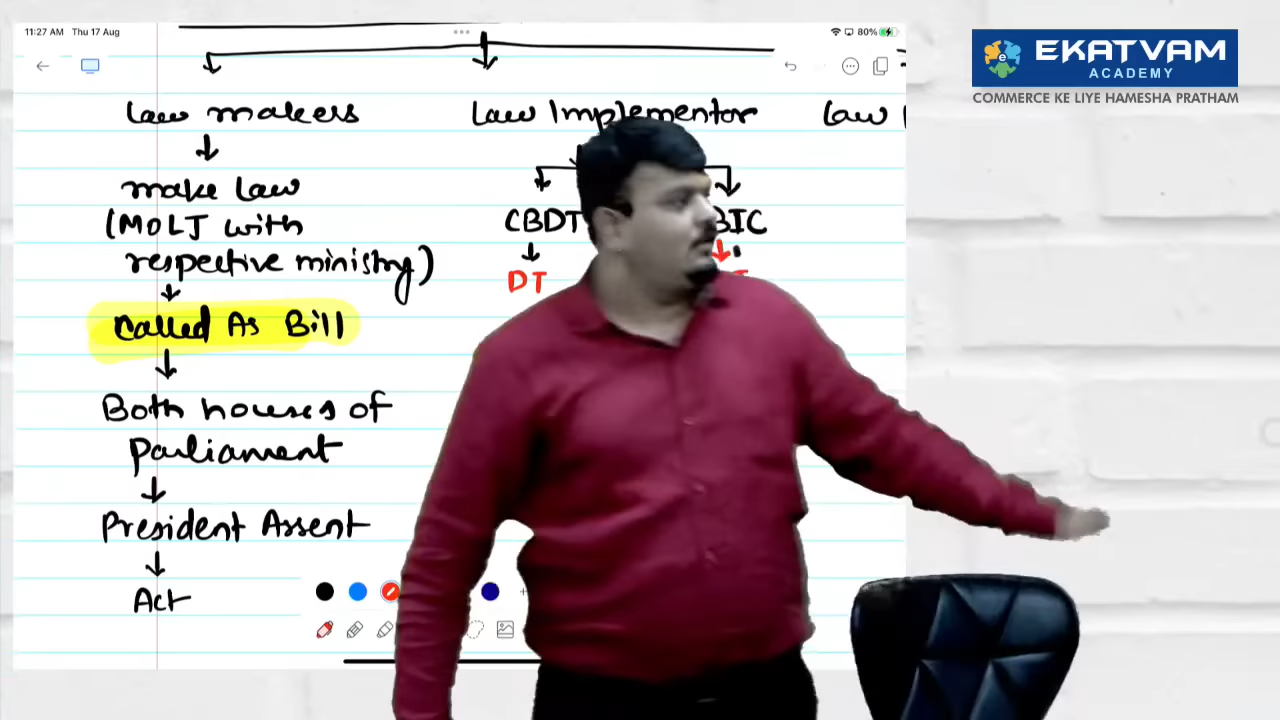 11:27 AM Thu 17 Aug
80%
EKATVAM
ACADEMY
COMMERCE KE LIYE HAMESHA PRATHAM
Law makers
Law Implementor
Law
make Law
(MOLJ with
respective ministry)
CBDT
BIC
DT
Called As Bill
Both houses of
Parliament
President Assent
Act